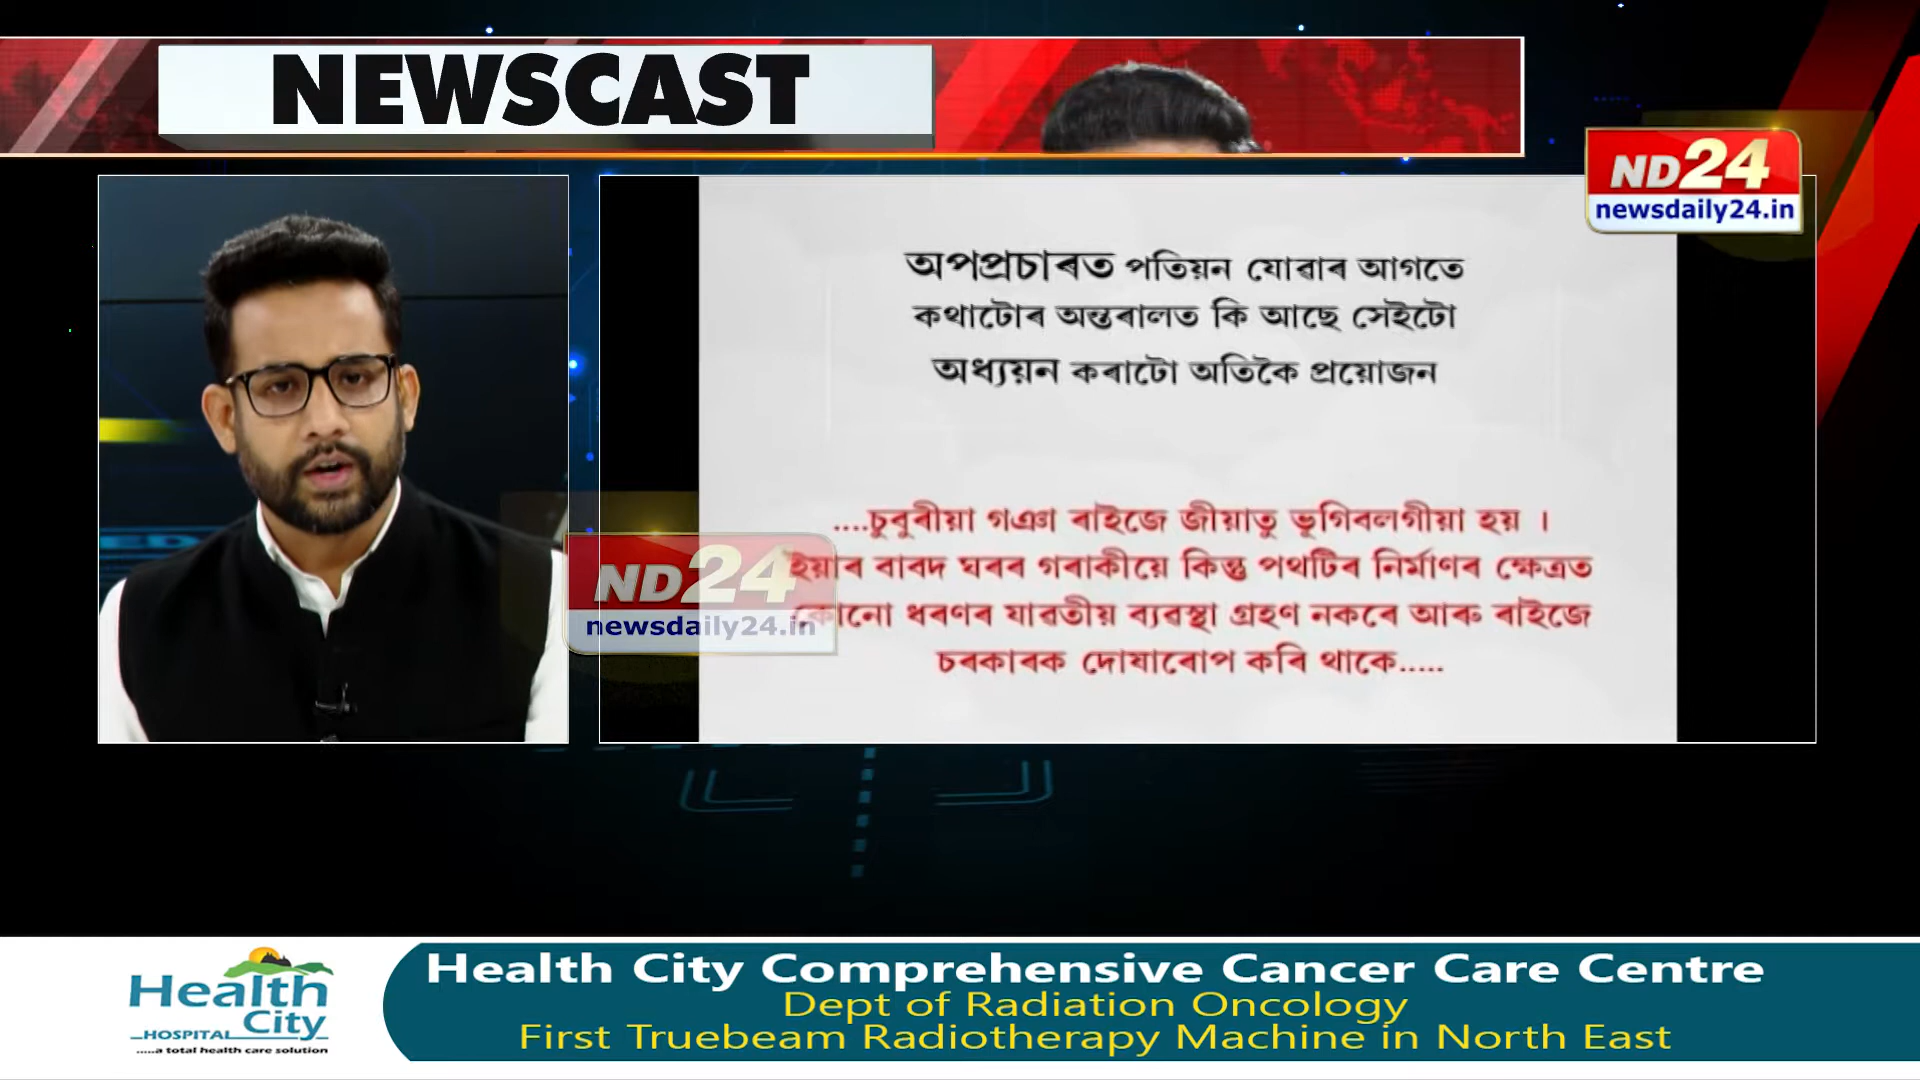 NEWSCAST
ND24
newsdaily24.in
অপপ্ৰচাৰত পতিয়ন যোৱাৰ আগতে
কথাটোৰ অন্তৰালত কি আছে সেইটো
অধ্যয়ন কৰাটো অতিকৈ প্ৰয়োজন
....চুবুৰীয়া গঞা ৰাইজে জীয়াতু ভূগিবলগীয়া হয় ।
ইয়াৰ বাবদ ঘৰৰ গৰাকীয়ে কিন্তু পথটিৰ নিৰ্মাণৰ ক্ষেত্ৰত
কোনো ধৰণৰ যাৱতীয় ব্যৱস্থা গ্ৰহণ নকৰে আৰু ৰাইজে
চৰকাৰক দোষাৰোপ কৰি থাকে.....
ND24
newsdaily24.in
Health City Comprehensive Cancer Care Centre
Dept of Radiation Oncology
First Truebeam Radiotherapy Machine in North East
Health
City
HOSPITAL
.....a total health care solution